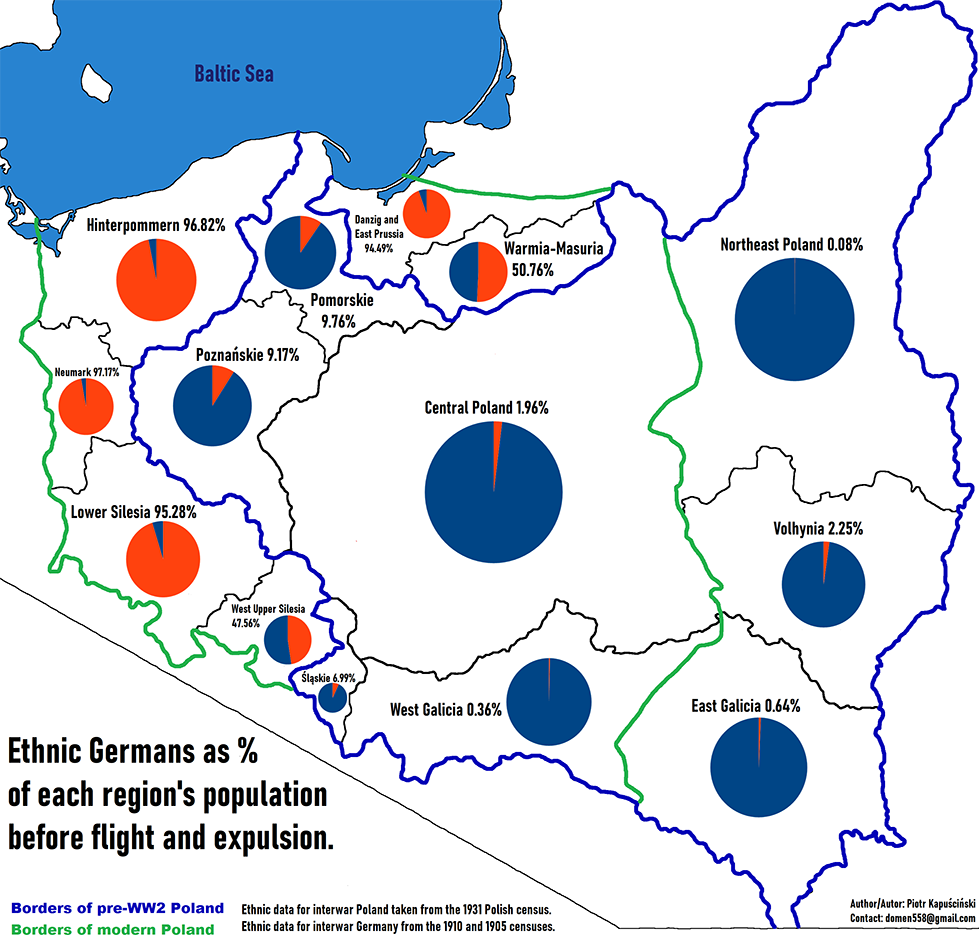 Baltic Sea
Hinterpommern 96.82%
Danzig and
East Prussia
94.49%
Warmia-Masuria
50.76%
Northeast Poland 0.08%
Pomorskie
9.76%
Poznańskie 9.17%
Neumark 97.17%
Central Poland 1.96%
Lower Silesia 95.28%
Volhynia 2.25%
West Upper Silesia
47.56%
Śląskie 6.99%
West Galicia 0.36%
East Galicia 0.64%
Ethnic Germans as %
of each region's population
before flight and expulsion.
Borders of pre-WW2 Poland
Borders of modern Poland
Ethnic data for interwar Poland taken from the 1931 Polish census.
Ethnic data for interwar Germany from the 1910 and 1905 censuses.
Author/Autor: Piotr Kapuściński
Contact: domen558@gmail.com